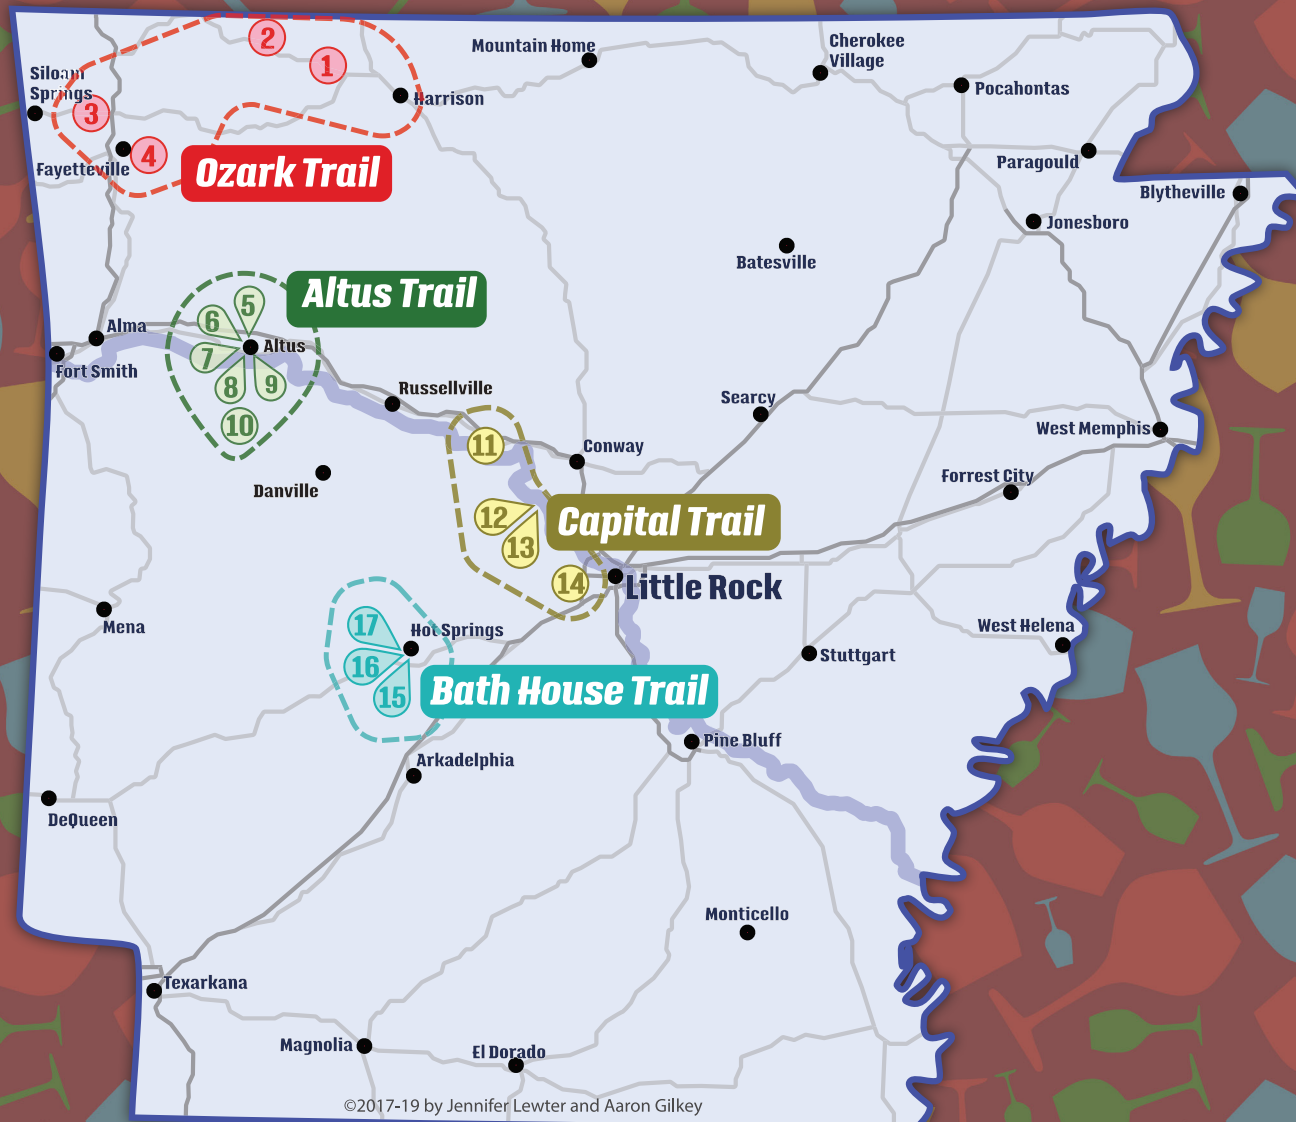 Mountain Home
Cherokee
Village
2
1
Siloam
Springs
Harrison
Pocahontas
3
Fayetteville
4
Ozark Trail
Paragould
Blytheville
Jonesboro
Batesville
Altus Trail
5
6
Alma
Altus
7
Fort Smith
8
9
Russellville
10
Searcy
West Memphis
11
Conway
Forrest City
Danville
12
Capital Trail
13
14
Little Rock
Mena
17
Hot Springs
West Helena
16
Stuttgart
15
Bath House Trail
Pine Bluff
Arkadelphia
DeQueen
Monticello
Texarkana
Magnolia
El Dorado
©2017-19 by Jennifer Lewter and Aaron Gilkey